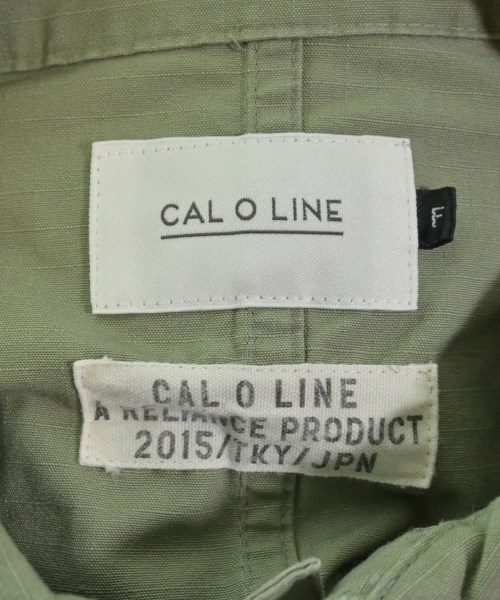 CAL O LINE
F
CAL O LINE
A RELIANCE PRODUCT
2015/TKY/JPN